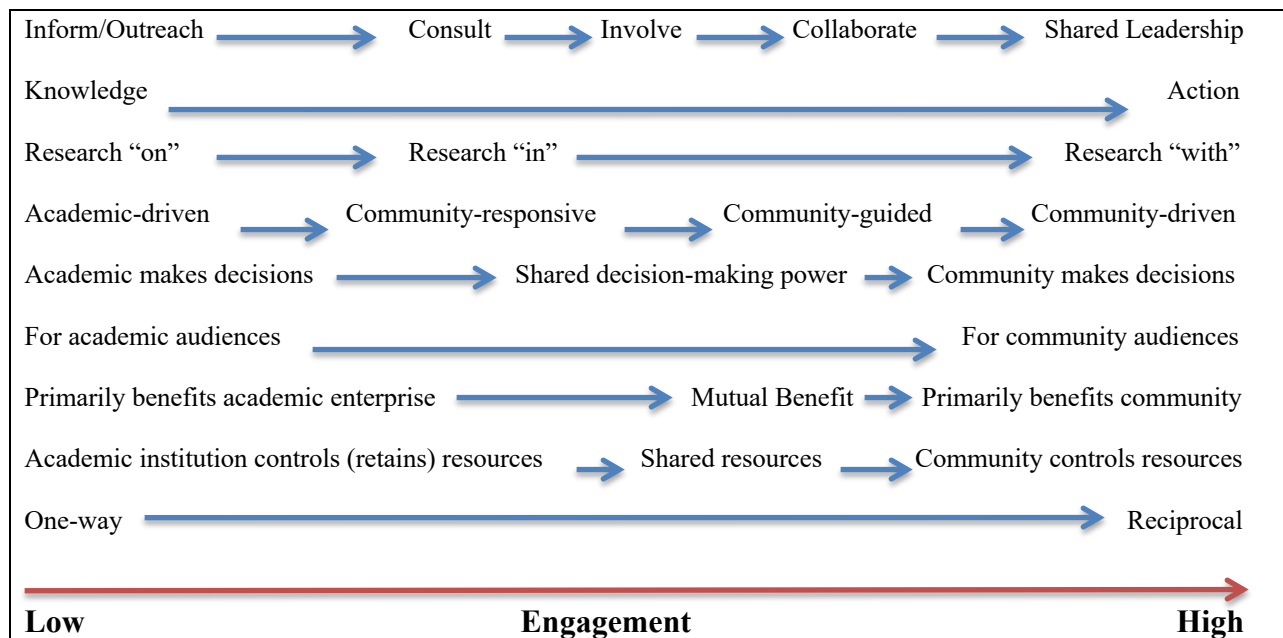 Inform/Outreach Consult Involve Collaborate Shared Leadership
Knowledge Action
Research “on” Research “in” Research “with”
Academic-driven Community-responsive Community-guided Community-driven
Academic makes decisions Shared decision-making power Community makes decisions
For academic audiences For community audiences
Primarily benefits academic enterprise Mutual Benefit Primarily benefits community
Academic institution controls (retains) resources Shared resources Community controls resources
One-way Reciprocal
Low Engagement High